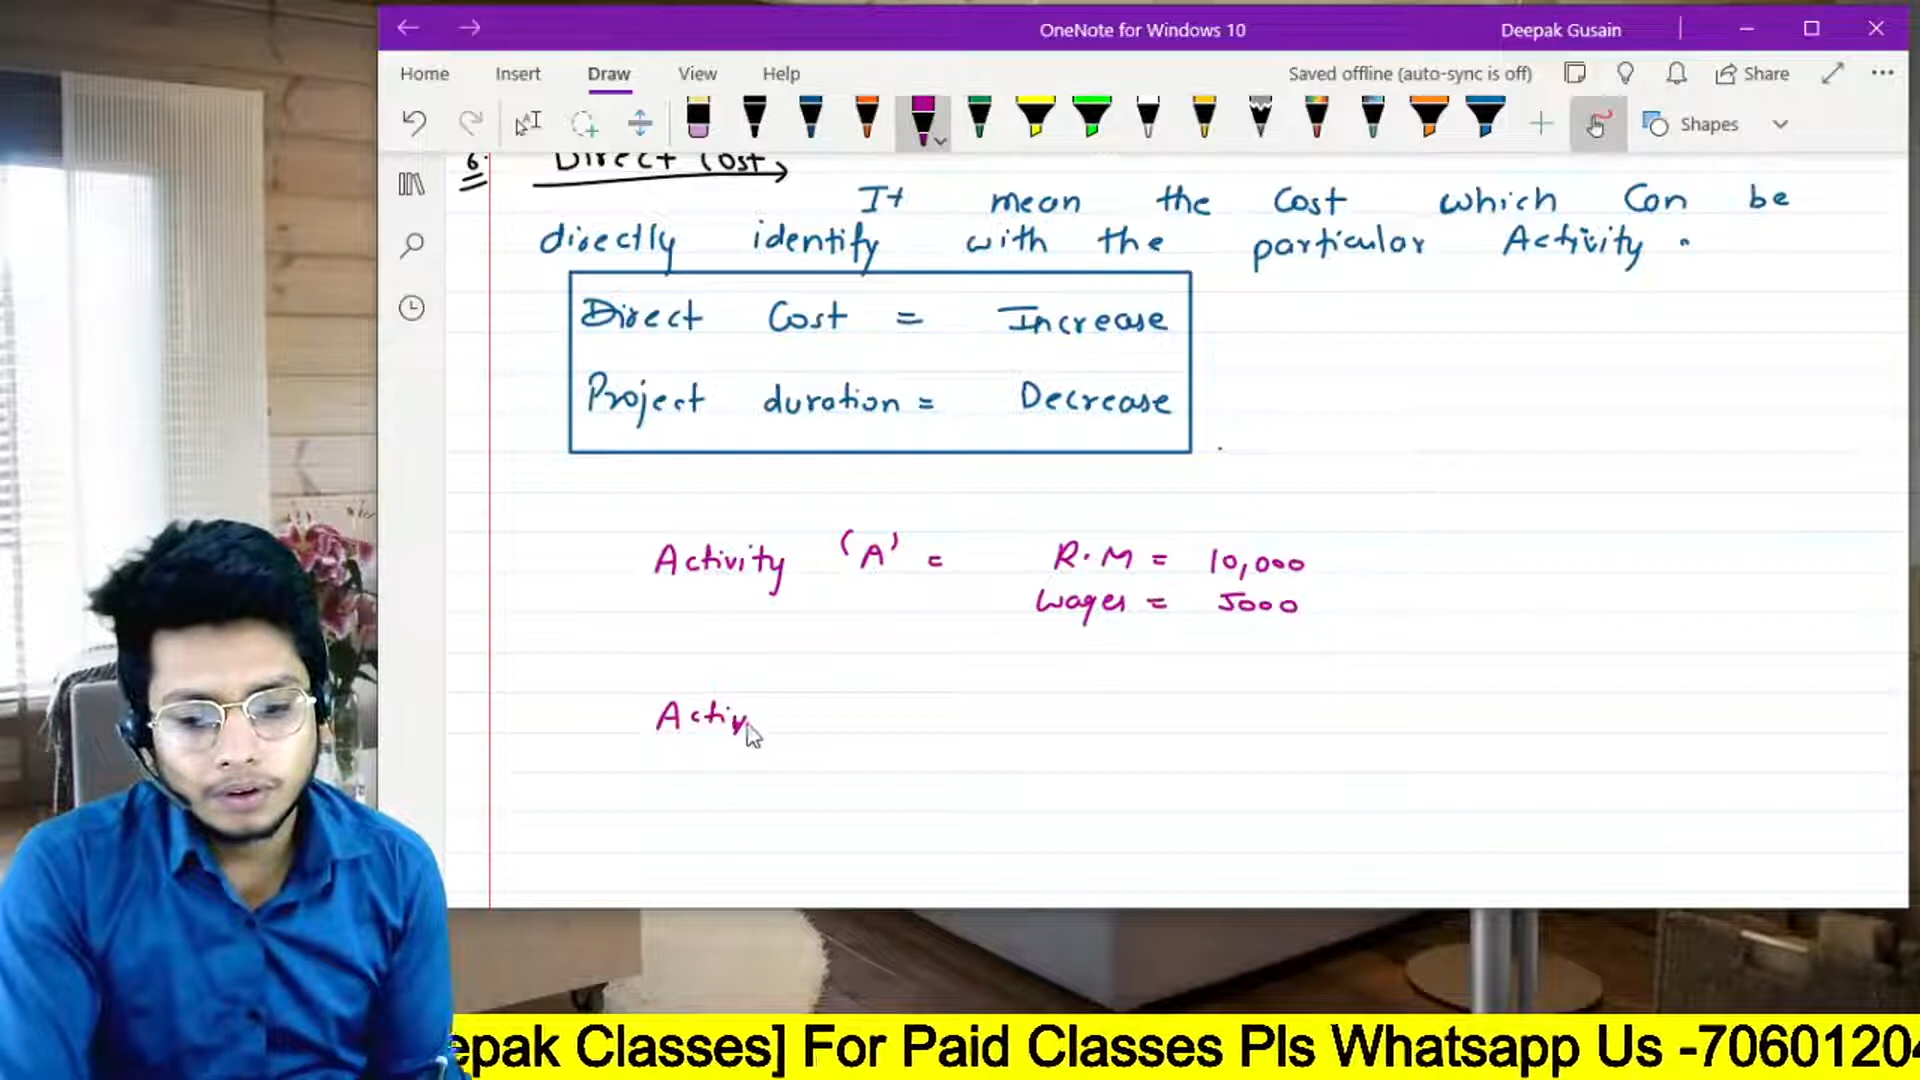 OneNote for Windows 10
Deepak Gusain
Home Insert Draw View Help
Saved offline (auto-sync is off)
Share
Shapes
6. Direct Cost
It mean the Cost which Can be
directly identify with the particular Activity.
Direct Cost = Increase
Project duration = Decrease
Activity 'A' = R.M = 10,000
Wages = 5000
Activ
epak Classes] For Paid Classes Pls Whatsapp Us -7060120